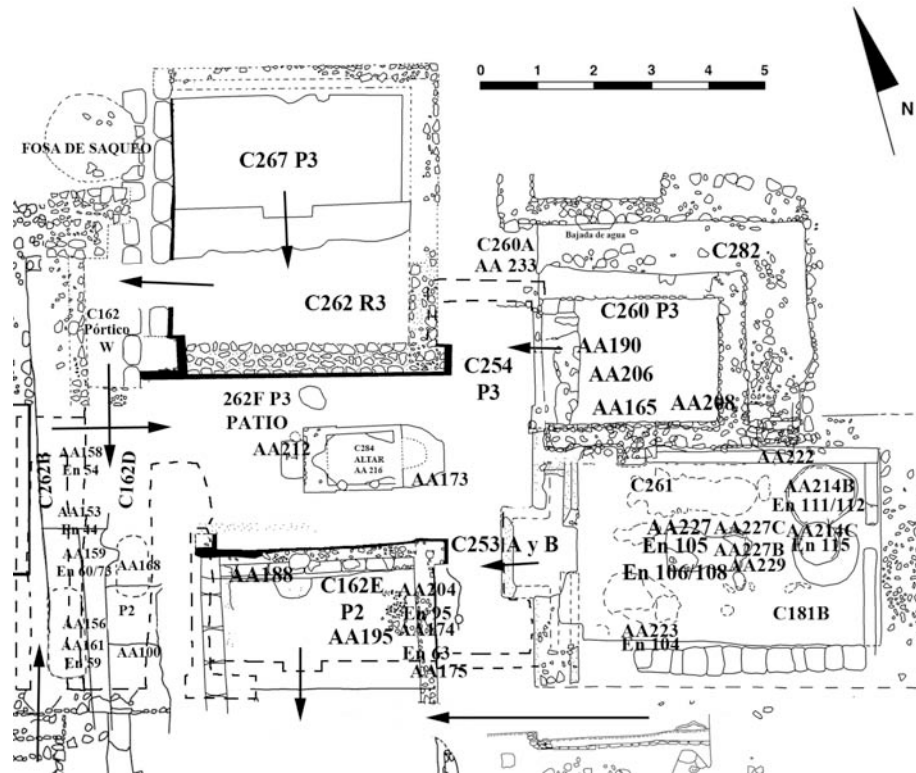 0 1 2 3 4 5
N
FOSA DE SAQUEO
C267 P3
C262 R3
C162
Pórtico
W
C260A
AA 233
Bajada de agua
C282
C260 P3
AA190
AA206
AA165
AA208
C254
P3
262F P3
PATIO
AA212
C284
ALTAR
AA 216
AA173
C262B
C162D
AA158
En 54
AA153
En 44
AA159
En 60/73
AA168
P2
AA156
AA161
En 59
AA100
AA188
C162E
P2
AA195
AA204
En 95
AA174
En 63
AA175
C253 A y B
AA222
C261
AA214B
En 111/112
AA227
En 105
AA227C
AA214C
En 115
AA227B
AA229
En 106/108
C181B
AA223
En 104